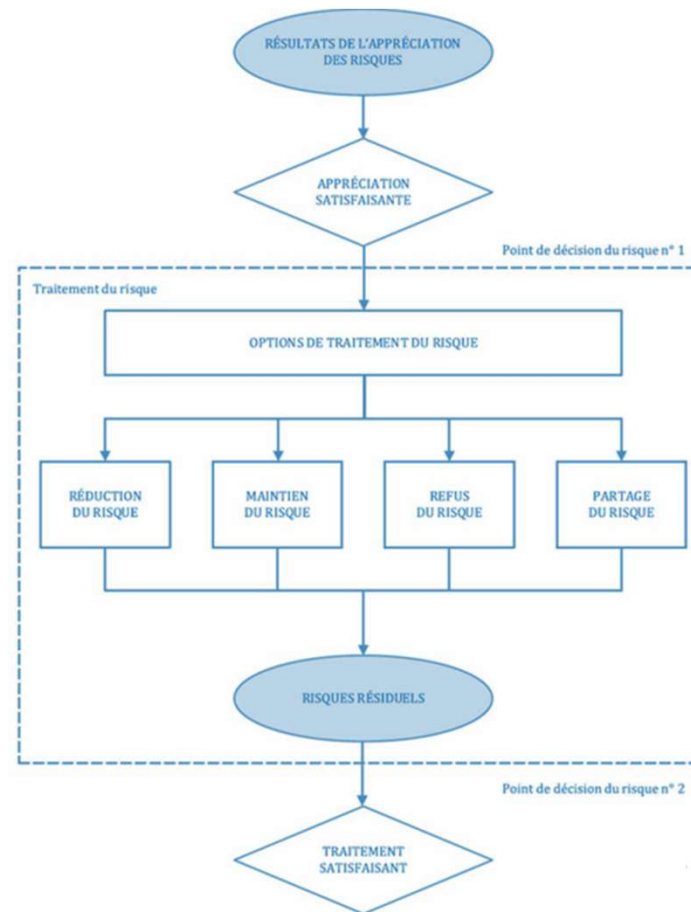 RÉSULTATS DE L'APPRÉCIATION
DES RISQUES
APPRÉCIATION
SATISFAISANTE
Point de décision du risque n° 1
Traitement du risque
OPTIONS DE TRAITEMENT DU RISQUE
RÉDUCTION
DU RISQUE
MAINTIEN
DU RISQUE
REFUS
DU RISQUE
PARTAGE
DU RISQUE
RISQUES RÉSIDUELS
Point de décision du risque n° 2
TRAITEMENT
SATISFAISANT